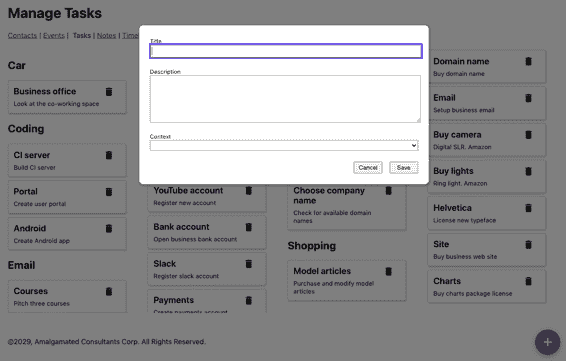 Manage Tasks
Contacts | Events | Tasks | Notes | Time
Title
Description
Context
Cancel
Save
Car
Business office
Look at the co-working space
Coding
CI server
Build CI server
Portal
Create user portal
Android
Create Android app
Email
Courses
Pitch three courses
YouTube account
Register new account
Bank account
Open business bank account
Slack
Register slack account
Payments
Create payments account
Choose company
name
Check for available domain
names
Shopping
Model articles
Purchase and modify model
articles
Domain name
Buy domain name
Email
Setup business email
Buy camera
Digital SLR. Amazon
Buy lights
Ring light. Amazon
Helvetica
License new typeface
Site
Buy business web site
Charts
Buy charts package license
©2029, Amalgamated Consultants Corp. All Rights Reserved.
+